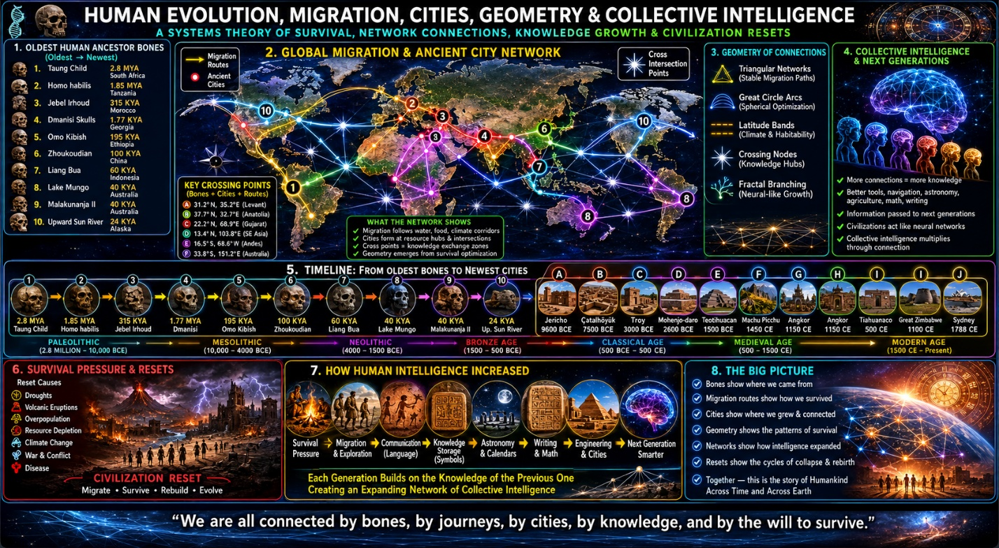 HUMAN EVOLUTION, MIGRATION, CITIES, GEOMETRY & COLLECTIVE INTELLIGENCE
A SYSTEMS THEORY OF SURVIVAL, NETWORK CONNECTIONS, KNOWLEDGE GROWTH & CIVILIZATION RESETS
1. OLDEST HUMAN ANCESTOR BONES
(Oldest → Newest)
1. Taung Child 2.8 MYA
South Africa
2. Homo habilis 1.85 MYA
Tanzania
3. Jebel Irhoud 315 KYA
Morocco
4. Dmanisi Skulls 1.77 KYA
Georgia
5. Omo Kibish 195 KYA
Ethiopia
6. Zhoukoudian 100 KYA
China
7. Liang Bua 60 KYA
Indonesia
8. Lake Mungo 40 KYA
Australia
9. Malakunanja II 40 KYA
Australia
10. Upward Sun River 24 KYA
Alaska
2. GLOBAL MIGRATION & ANCIENT CITY NETWORK
Migration
Routes
Ancient
Cities
Cross
Intersection
Points
10
2
3
3
4
6
7
8
10
8
1
KEY CROSSING POINTS
(Bones + Cities + Routes)
A 31.2° N, 35.2°E (Levant)
H 37.7° N, 32.7°E (Anatolia)
C 22.2° N, 68.9°E (Gujarat)
D 13.4° N, 103.8°E (SE Asia)
E 16.5° S, 68.6°W (Andes)
F 33.8°S, 151.2°E (Australia)
WHAT THE NETWORK SHOWS
✓ Migration follows water, food, climate corridors
✓ Cities form at resource hubs & intersections
✓ Cross points = knowledge exchange zones
✓ Geometry emerges from survival optimization
3. GEOMETRY OF CONNECTIONS
Triangular Networks
(Stable Migration Paths)
Great Circle Arcs
(Spherical Optimization)
Latitude Bands
(Climate & Habitability)
Crossing Nodes
(Knowledge Hubs)
Fractal Branching
(Neural-like Growth)
4. COLLECTIVE INTELLIGENCE
& NEXT GENERATIONS
✓ More connections = more knowledge
✓ Better tools, navigation, astronomy,
agriculture, math, writing
✓ Information passed to next generations
✓ Civilizations act like neural networks
✓ Collective intelligence multiplies
through connection
5. TIMELINE: FROM OLDEST BONES TO NEWEST CITIES
1 2 3 4 5 6 7 8 9 10 A B C D E F G H I I J
2.8 MYA 1.85 MYA 315 KYA 1.77 MYA 195 KYA 100 KYA 60 KYA 40 KYA 40 KYA 24 KYA
Taung Child Homo habilis Jebel Irhoud Dmanisi Omo Kibish Zhoukoudian Liang Bua Lake Mungo Malakunanja II Up. Sun River
Jericho Çatalhöyük Troy Mohenjo-daro Teotihuacan Machu Picchu Angkor Angkor Tiahuanaco Great Zimbabwe Sydney
9600 BCE 7500 BCE 3000 BCE 2600 BCE 1500 BCE 1450 CE 1150 CE 1150 CE 500 CE 1100 CE 1788 CE
PALEOLITHIC MESOLITHIC NEOLITHIC BRONZE AGE CLASSICAL AGE MEDIEVAL AGE MODERN AGE
(2.8 MILLION – 10,000 BCE) (10,000 – 4000 BCE) (4000 – 1500 BCE) (1500 – 500 BCE) (500 BCE – 500 CE) (500 – 1500 CE) (1500 CE – Present)
6. SURVIVAL PRESSURE & RESETS
Reset Causes
Droughts
Volcanic Eruptions
Overpopulation
Resource Depletion
Climate Change
War & Conflict
Disease
CIVILIZATION RESET
Migrate • Survive • Rebuild • Evolve
7. HOW HUMAN INTELLIGENCE INCREASED
Survival
Pressure
Migration
& Exploration
Communication
(Language)
Knowledge
Storage
(Symbols)
Astronomy
& Calendars
Writing
& Math
Engineering
& Cities
Next Generation
Smarter
Each Generation Builds on the Knowledge of the Previous One
Creating an Expanding Network of Collective Intelligence
8. THE BIG PICTURE
Bones show where we came from
Migration routes show how we survived
Cities show where we grew & connected
Geometry shows the patterns of survival
Networks show how intelligence expanded
Resets show the cycles of collapse & rebirth
Together — this is the story of Humankind
Across Time and Across Earth
“We are all connected by bones, by journeys, by cities, by knowledge, and by the will to survive.”